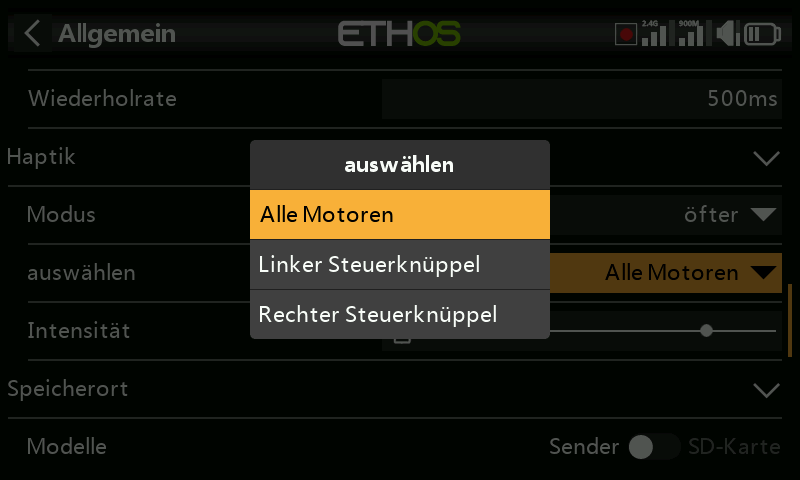 Allgemein
ETHOS
2.4G
900M
Wiederholrate
500ms
Haptik
auswählen
Alle Motoren
Linker Steuerknüppel
Rechter Steuerknüppel
Modus
öfter
auswählen
Alle Motoren
Intensität
Speicherort
Modelle
Sender
SD-Karte